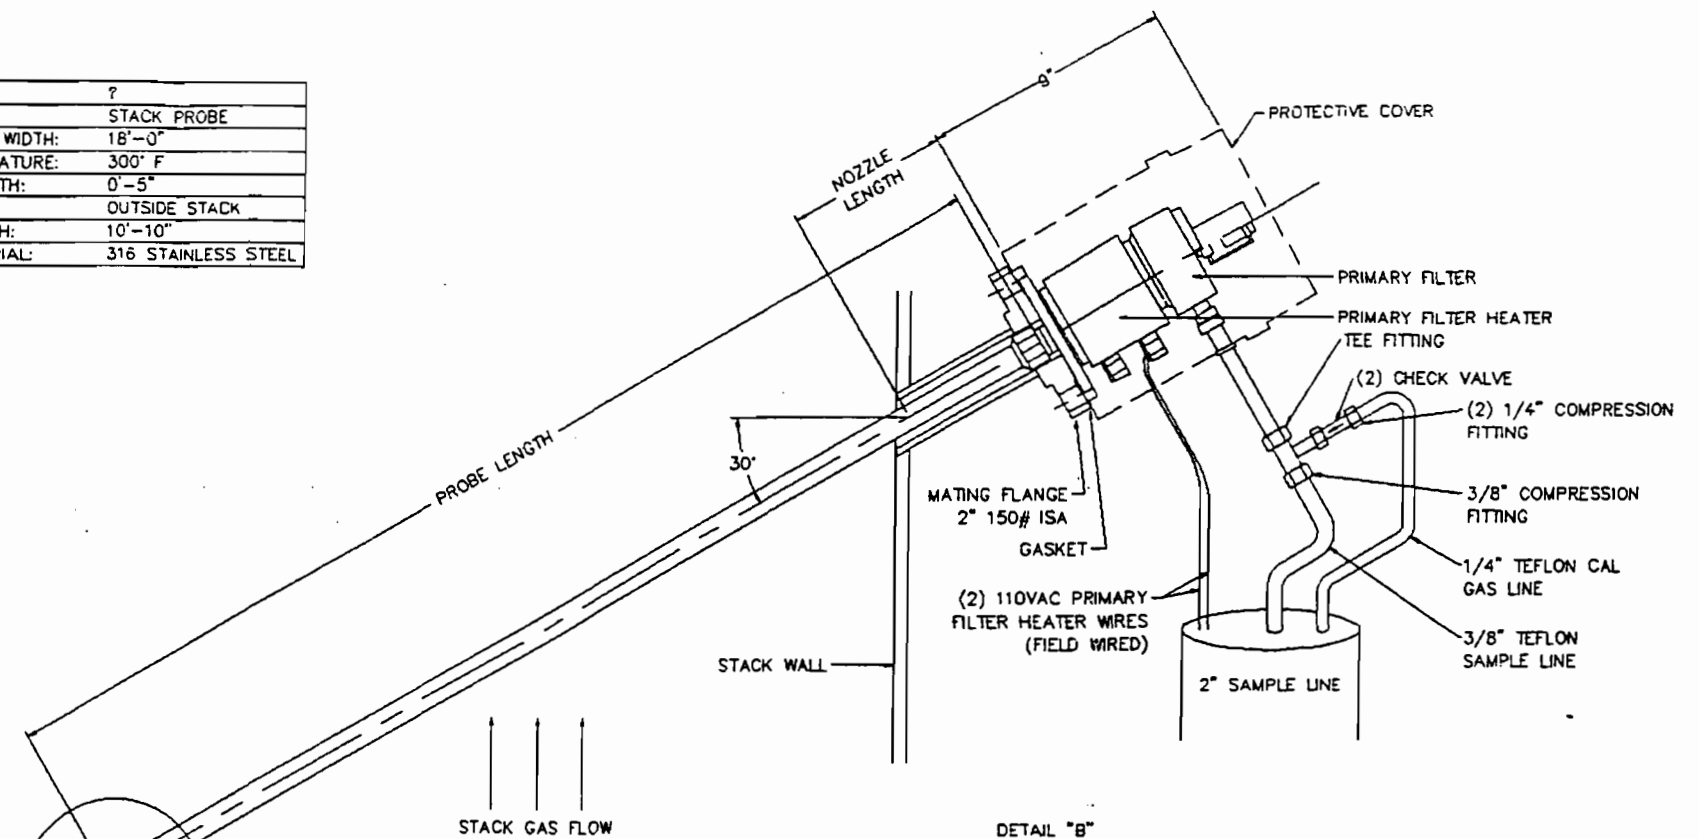 ?
STACK PROBE
WIDTH: 18'-0"
ATURE: 300° F
TH: 0'-5"
OUTSIDE STACK
H: 10'-10"
IAL: 316 STAINLESS STEEL
9"
PROTECTIVE COVER
NOZZLE
LENGTH
PRIMARY FILTER
PRIMARY FILTER HEATER
TEE FITTING
(2) CHECK VALVE
(2) 1/4" COMPRESSION
FITTING
PROBE LENGTH
30°
MATING FLANGE
2" 150# ISA
GASKET
3/8" COMPRESSION
FITTING
1/4" TEFLON CAL
GAS LINE
(2) 110VAC PRIMARY
FILTER HEATER WIRES
(FIELD WIRED)
3/8" TEFLON
SAMPLE LINE
STACK WALL
2" SAMPLE LINE
STACK GAS FLOW
DETAIL "B"